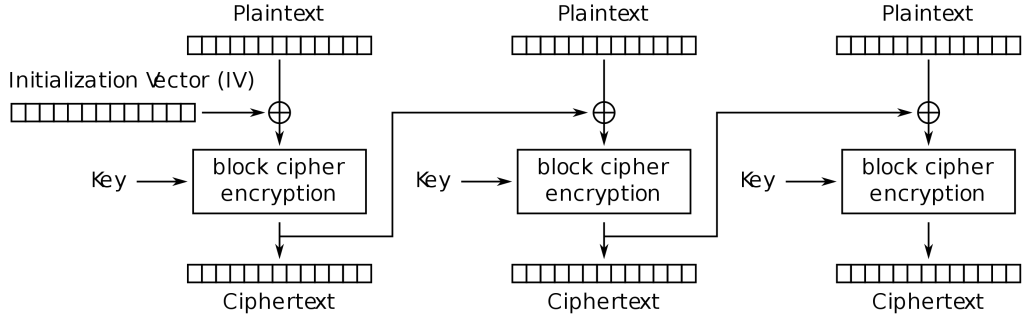 Plaintext
Plaintext
Plaintext
Initialization Vector (IV)
Key
block cipher
encryption
Key
block cipher
encryption
Key
block cipher
encryption
Ciphertext
Ciphertext
Ciphertext